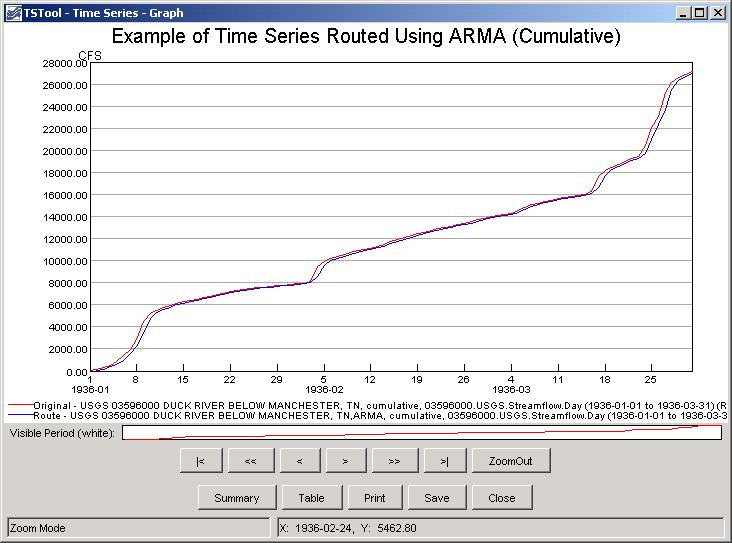 TSTool - Time Series - Graph
Example of Time Series Routed Using ARMA (Cumulative)
CFS
28000.00
26000.00
24000.00
22000.00
20000.00
18000.00
16000.00
14000.00
12000.00
10000.00
8000.00
6000.00
4000.00
2000.00
0.00
1 8 15 22 29 5 12 19 26 4 11 18 25
1936-01 1936-02 1936-03
Original - USGS 03596000 DUCK RIVER BELOW MANCHESTER, TN, cumulative, 03596000.USGS.Streamflow.Day (1936-01-01 to 1936-03-31) (R
Route - USGS 03596000 DUCK RIVER BELOW MANCHESTER, TN,ARMA, cumulative, 03596000.USGS.Streamflow.Day (1936-01-01 to 1936-03-3
Visible Period (white):
|< << < > >> >| ZoomOut
Summary Table Print Save Close
Zoom Mode X: 1936-02-24, Y: 5462.80